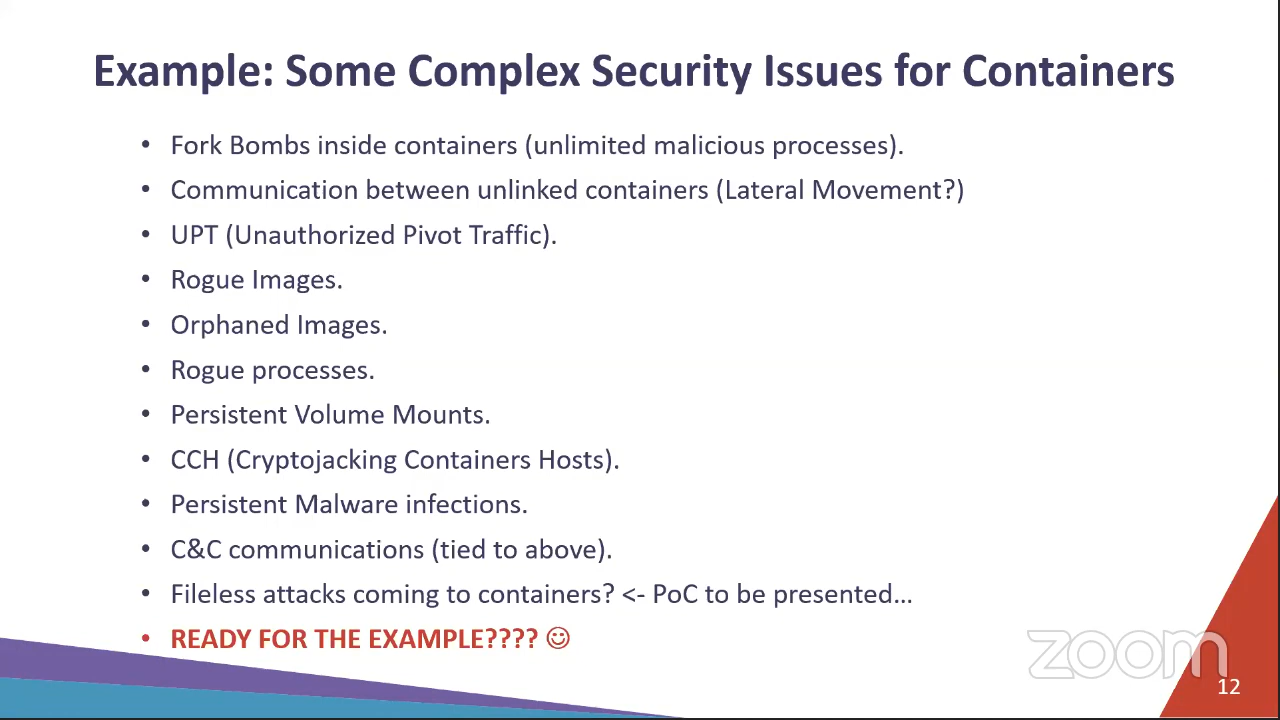 Example: Some Complex Security Issues for Containers
• Fork Bombs inside containers (unlimited malicious processes).
• Communication between unlinked containers (Lateral Movement?)
• UPT (Unauthorized Pivot Traffic).
• Rogue Images.
• Orphaned Images.
• Rogue processes.
• Persistent Volume Mounts.
• CCH (Cryptojacking Containers Hosts).
• Persistent Malware infections.
• C&C communications (tied to above).
• Fileless attacks coming to containers? <- PoC to be presented…
• READY FOR THE EXAMPLE???? ☺
zoom
12